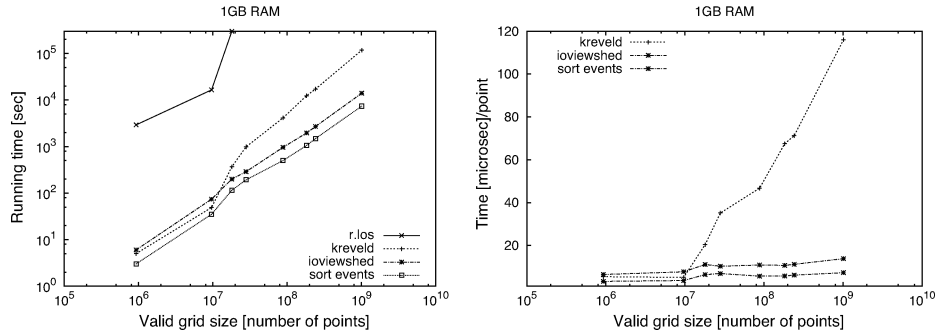 1GB RAM
Running time [sec]
10^5
10^4
10^3
10^2
10^1
10^0
r.los
kreveld
ioviewshed
sort events
10^5 10^6 10^7 10^8 10^9 10^10
Valid grid size [number of points]
1GB RAM
Time [microsec]/point
120
100
80
60
40
20
kreveld
ioviewshed
sort events
10^5 10^6 10^7 10^8 10^9 10^10
Valid grid size [number of points]